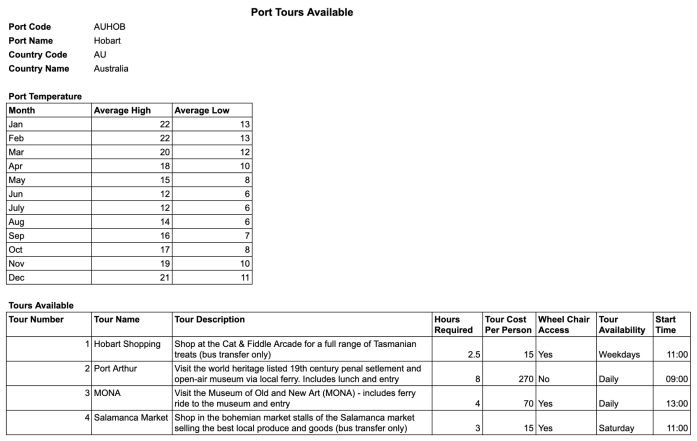 Port Tours Available
Port Code AUHOB
Port Name Hobart
Country Code AU
Country Name Australia
Port Temperature
Month Average High Average Low
Jan 22 13
Feb 22 13
Mar 20 12
Apr 18 10
May 15 8
Jun 12 6
July 12 6
Aug 14 6
Sep 16 7
Oct 17 8
Nov 19 10
Dec 21 11
Tours Available
Tour Number Tour Name Tour Description Hours Tour Cost Wheel Chair Tour Start
Required Per Person Access Availability Time
1 Hobart Shopping Shop at the Cat & Fiddle Arcade for a full range of Tasmanian
treats (bus transfer only) 2.5 15 Yes Weekdays 11:00
2 Port Arthur Visit the world heritage listed 19th century penal setlement and
open-air museum via local ferry. Includes lunch and entry 8 270 No Daily 09:00
3 MONA Visit the Museum of Old and New Art (MONA) - includes ferry
ride to the museum and entry 4 70 Yes Daily 13:00
4 Salamanca Market Shop in the bohemian market stalls of the Salamanca market
selling the best local produce and goods (bus transfer only) 3 15 Yes Saturday 11:00